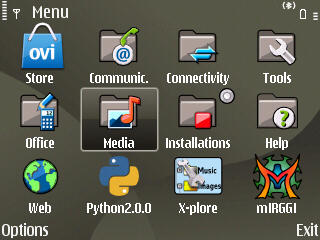 Menu
ovi
Store
Communic.
Connectivity
Tools
Office
Media
Installations
Help
Music
Images
Web
Python2.0.0
X-plore
mIRGGI
Options
Exit